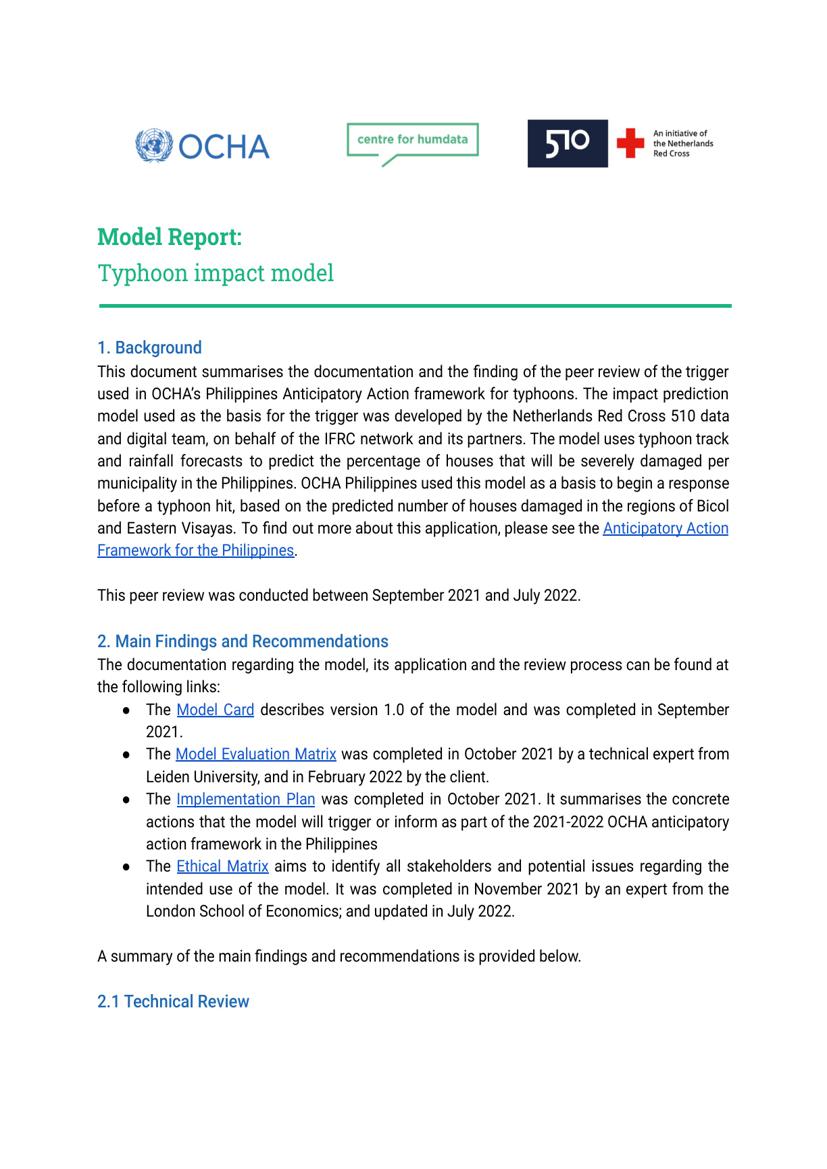 OCHA
centre for humdata
510
An initiative of
the Netherlands
Red Cross
Model Report:
Typhoon impact model
1. Background
This document summarises the documentation and the finding of the peer review of the trigger
used in OCHA's Philippines Anticipatory Action framework for typhoons. The impact prediction
model used as the basis for the trigger was developed by the Netherlands Red Cross 510 data
and digital team, on behalf of the IFRC network and its partners. The model uses typhoon track
and rainfall forecasts to predict the percentage of houses that will be severely damaged per
municipality in the Philippines. OCHA Philippines used this model as a basis to begin a response
before a typhoon hit, based on the predicted number of houses damaged in the regions of Bicol
and Eastern Visayas. To find out more about this application, please see the Anticipatory Action
Framework for the Philippines.
This peer review was conducted between September 2021 and July 2022.
2. Main Findings and Recommendations
The documentation regarding the model, its application and the review process can be found at
the following links:
● The Model Card describes version 1.0 of the model and was completed in September
2021.
● The Model Evaluation Matrix was completed in October 2021 by a technical expert from
Leiden University, and in February 2022 by the client.
● The Implementation Plan was completed in October 2021. It summarises the concrete
actions that the model will trigger or inform as part of the 2021-2022 OCHA anticipatory
action framework in the Philippines
● The Ethical Matrix aims to identify all stakeholders and potential issues regarding the
intended use of the model. It was completed in November 2021 by an expert from the
London School of Economics; and updated in July 2022.
A summary of the main findings and recommendations is provided below.
2.1 Technical Review